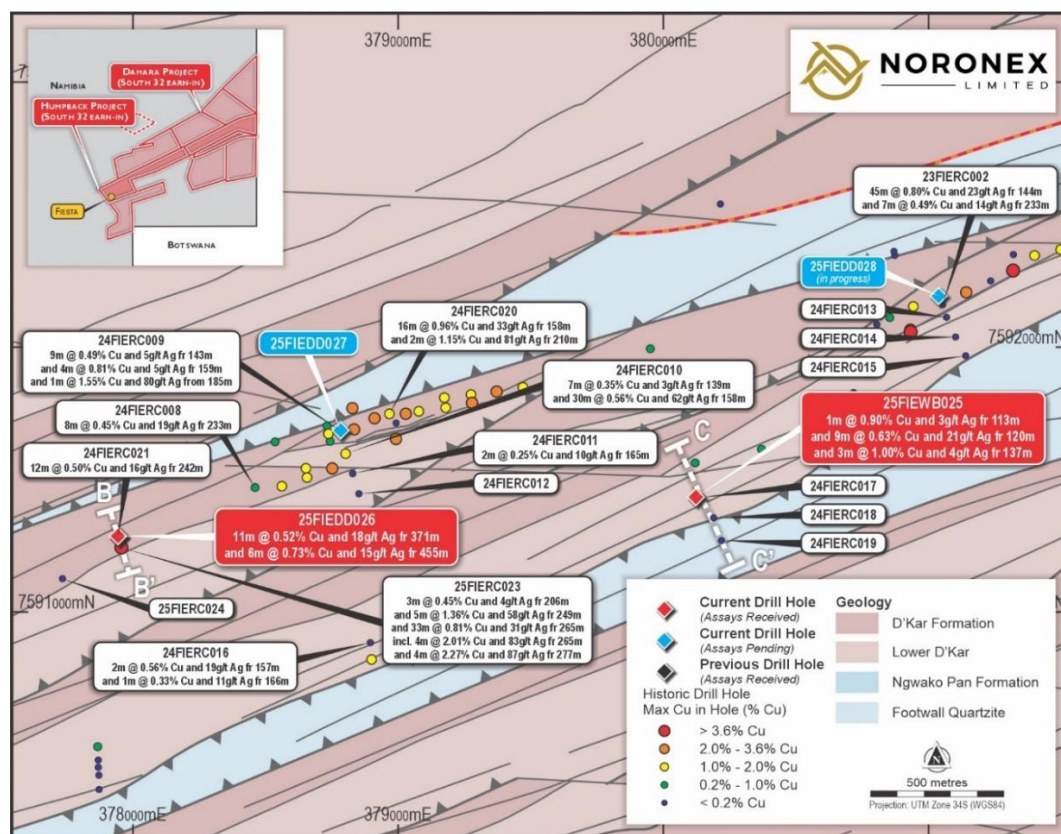 379000mE
380000mE
NORONEX
LIMITED
DAMARA PROJECT
(SOUTH 32 EARN-IN)
NAMIBIA
HUMPBACK PROJECT
(SOUTH 32 EARN-IN)
FIESTA
BOTSWANA
23FIERC002
45m @ 0.80% Cu and 23g/t Ag fr 144m
and 7m @ 0.49% Cu and 14g/t Ag fr 233m
25FIEDD028
(in progress)
24FIERC013
24FIERC014
24FIERC015
7592000mN
24FIERC020
16m @ 0.96% Cu and 33g/t Ag fr 158m
and 2m @ 1.15% Cu and 81g/t Ag fr 210m
25FIEDD027
24FIERC009
9m @ 0.49% Cu and 5g/t Ag fr 143m
and 4m @ 0.81% Cu and 5g/t Ag fr 159m
and 1m @ 1.55% Cu and 80g/t Ag from 185m
24FIERC010
7m @ 0.35% Cu and 3g/t Ag fr 139m
and 30m @ 0.56% Cu and 62g/t Ag fr 158m
24FIERC008
8m @ 0.45% Cu and 19g/t Ag fr 233m
24FIERC011
2m @ 0.25% Cu and 10g/t Ag fr 165m
25FIEWB025
1m @ 0.90% Cu and 3g/t Ag fr 113m
and 9m @ 0.63% Cu and 21g/t Ag fr 120m
and 3m @ 1.00% Cu and 4g/t Ag fr 137m
C
24FIERC021
12m @ 0.50% Cu and 16g/t Ag fr 242m
24FIERC012
24FIERC017
24FIERC018
24FIERC019
B
25FIEDD026
11m @ 0.52% Cu and 18g/t Ag fr 371m
and 6m @ 0.73% Cu and 15g/t Ag fr 455m
C'
B'
7591000mN
25FIERC024
25FIERC023
3m @ 0.45% Cu and 4g/t Ag fr 206m
and 5m @ 1.36% Cu and 58g/t Ag fr 249m
and 33m @ 0.81% Cu and 31g/t Ag fr 265m
incl. 4m @ 2.01% Cu and 83g/t Ag fr 265m
and 4m @ 2.27% Cu and 87g/t Ag fr 277m
24FIERC016
2m @ 0.56% Cu and 19g/t Ag fr 157m
and 1m @ 0.33% Cu and 11g/t Ag fr 166m
Current Drill Hole
(Assays Received)
Current Drill Hole
(Assays Pending)
Previous Drill Hole
(Assays Received)
Historic Drill Hole
Max Cu in Hole (% Cu)
> 3.6% Cu
2.0% - 3.6% Cu
1.0% - 2.0% Cu
0.2% - 1.0% Cu
< 0.2% Cu
Geology
D'Kar Formation
Lower D'Kar
Ngwako Pan Formation
Footwall Quartzite
500 metres
Projection: UTM Zone 34S (WGS84)
378000mE
379000mE